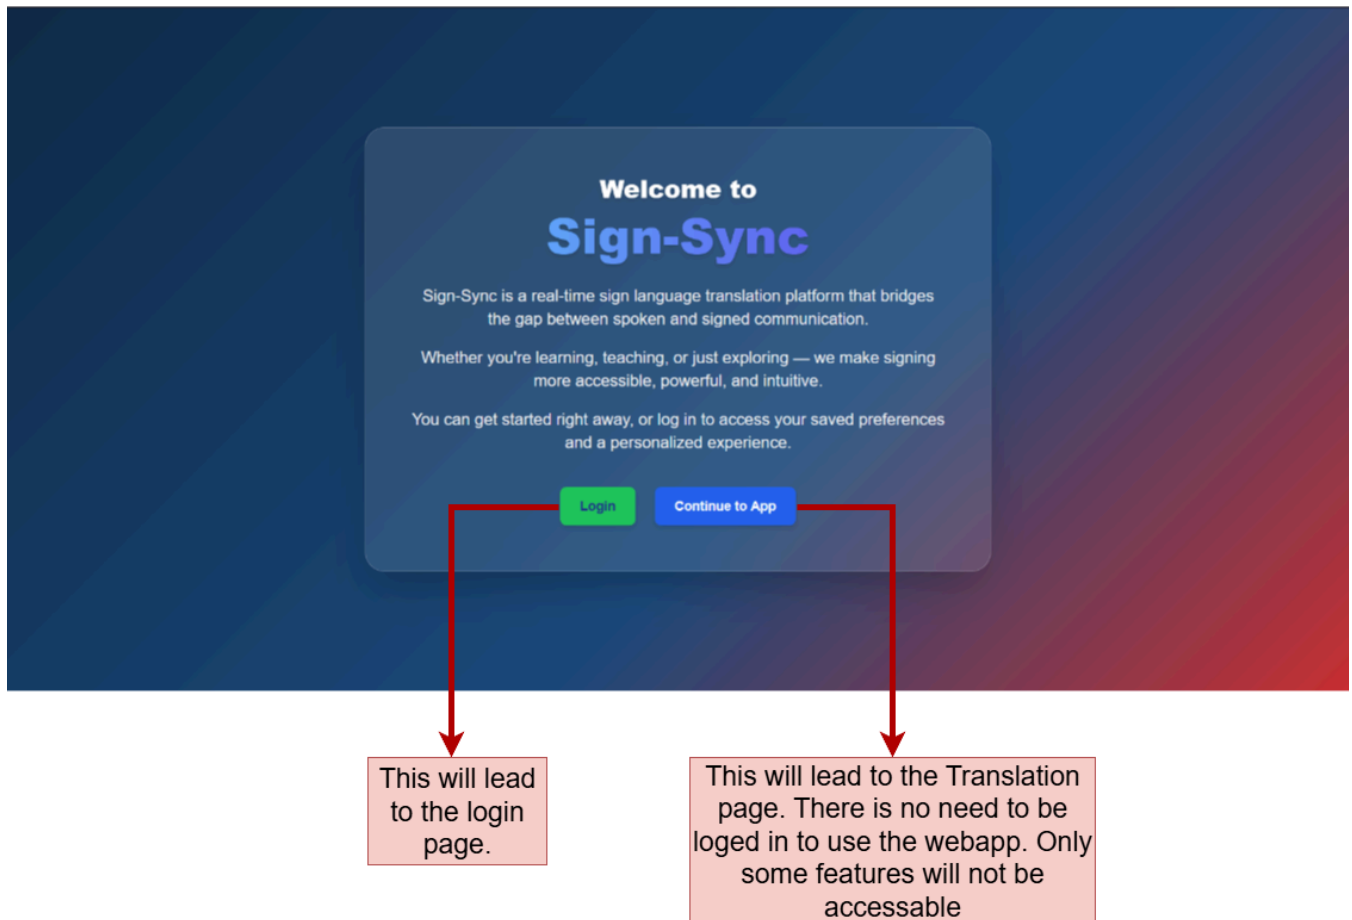 Welcome to
Sign-Sync
Sign-Sync is a real-time sign language translation platform that bridges
the gap between spoken and signed communication.
Whether you're learning, teaching, or just exploring — we make signing
more accessible, powerful, and intuitive.
You can get started right away, or log in to access your saved preferences
and a personalized experience.
Login
Continue to App
This will lead
to the login
page.
This will lead to the Translation
page. There is no need to be
loged in to use the webapp. Only
some features will not be
accessable